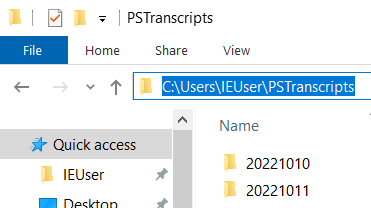 PSTranscripts
File
Home
Share
View
C:\Users\IEUser\PSTranscripts
Name
Quick access
20221010
IEUser
20221011
Desktop